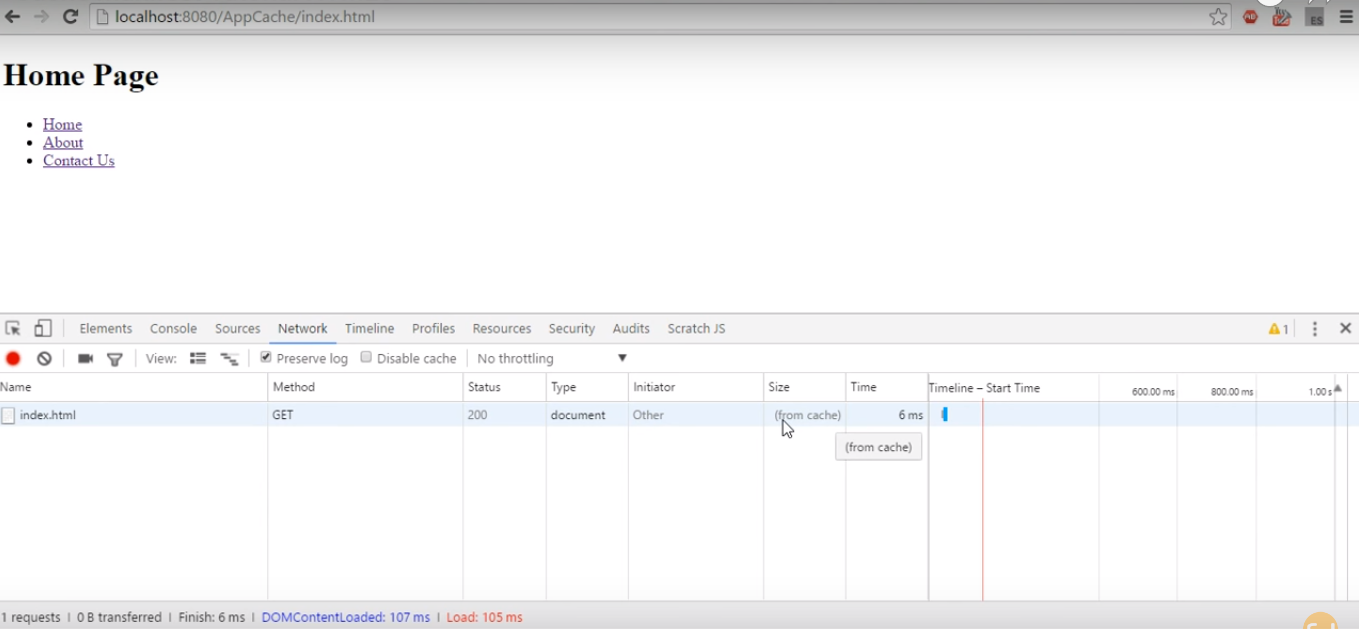 localhost:8080/AppCache/index.html
ES
Home Page
Home
About
Contact Us
Elements Console Sources Network Timeline Profiles Resources Security Audits Scratch JS 1
View: Preserve log Disable cache No throttling
Name Method Status Type Initiator Size Time Timeline – Start Time 600.00 ms 800.00 ms 1.00 s
index.html GET 200 document Other (from cache) 6 ms
(from cache)
1 requests | 0 B transferred | Finish: 6 ms | DOMContentLoaded: 107 ms | Load: 105 ms